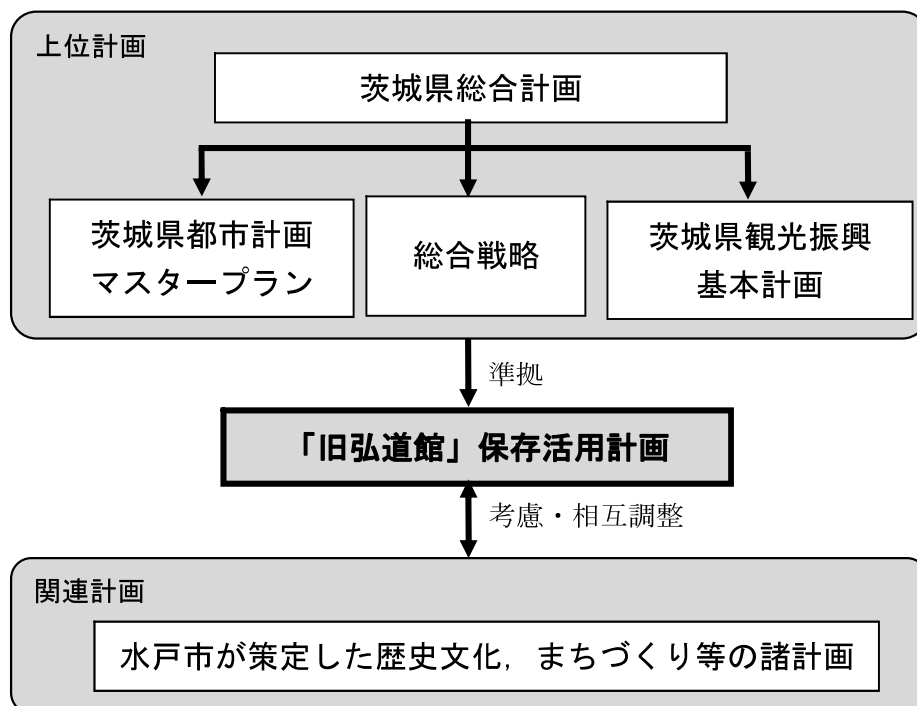 上位計画
茨城県総合計画
茨城県都市計画
マスタープラン
総合戦略
茨城県観光振興
基本計画
準拠
「旧弘道館」保存活用計画
考慮・相互調整
関連計画
水戸市が策定した歴史文化，まちづくり等の諸計画